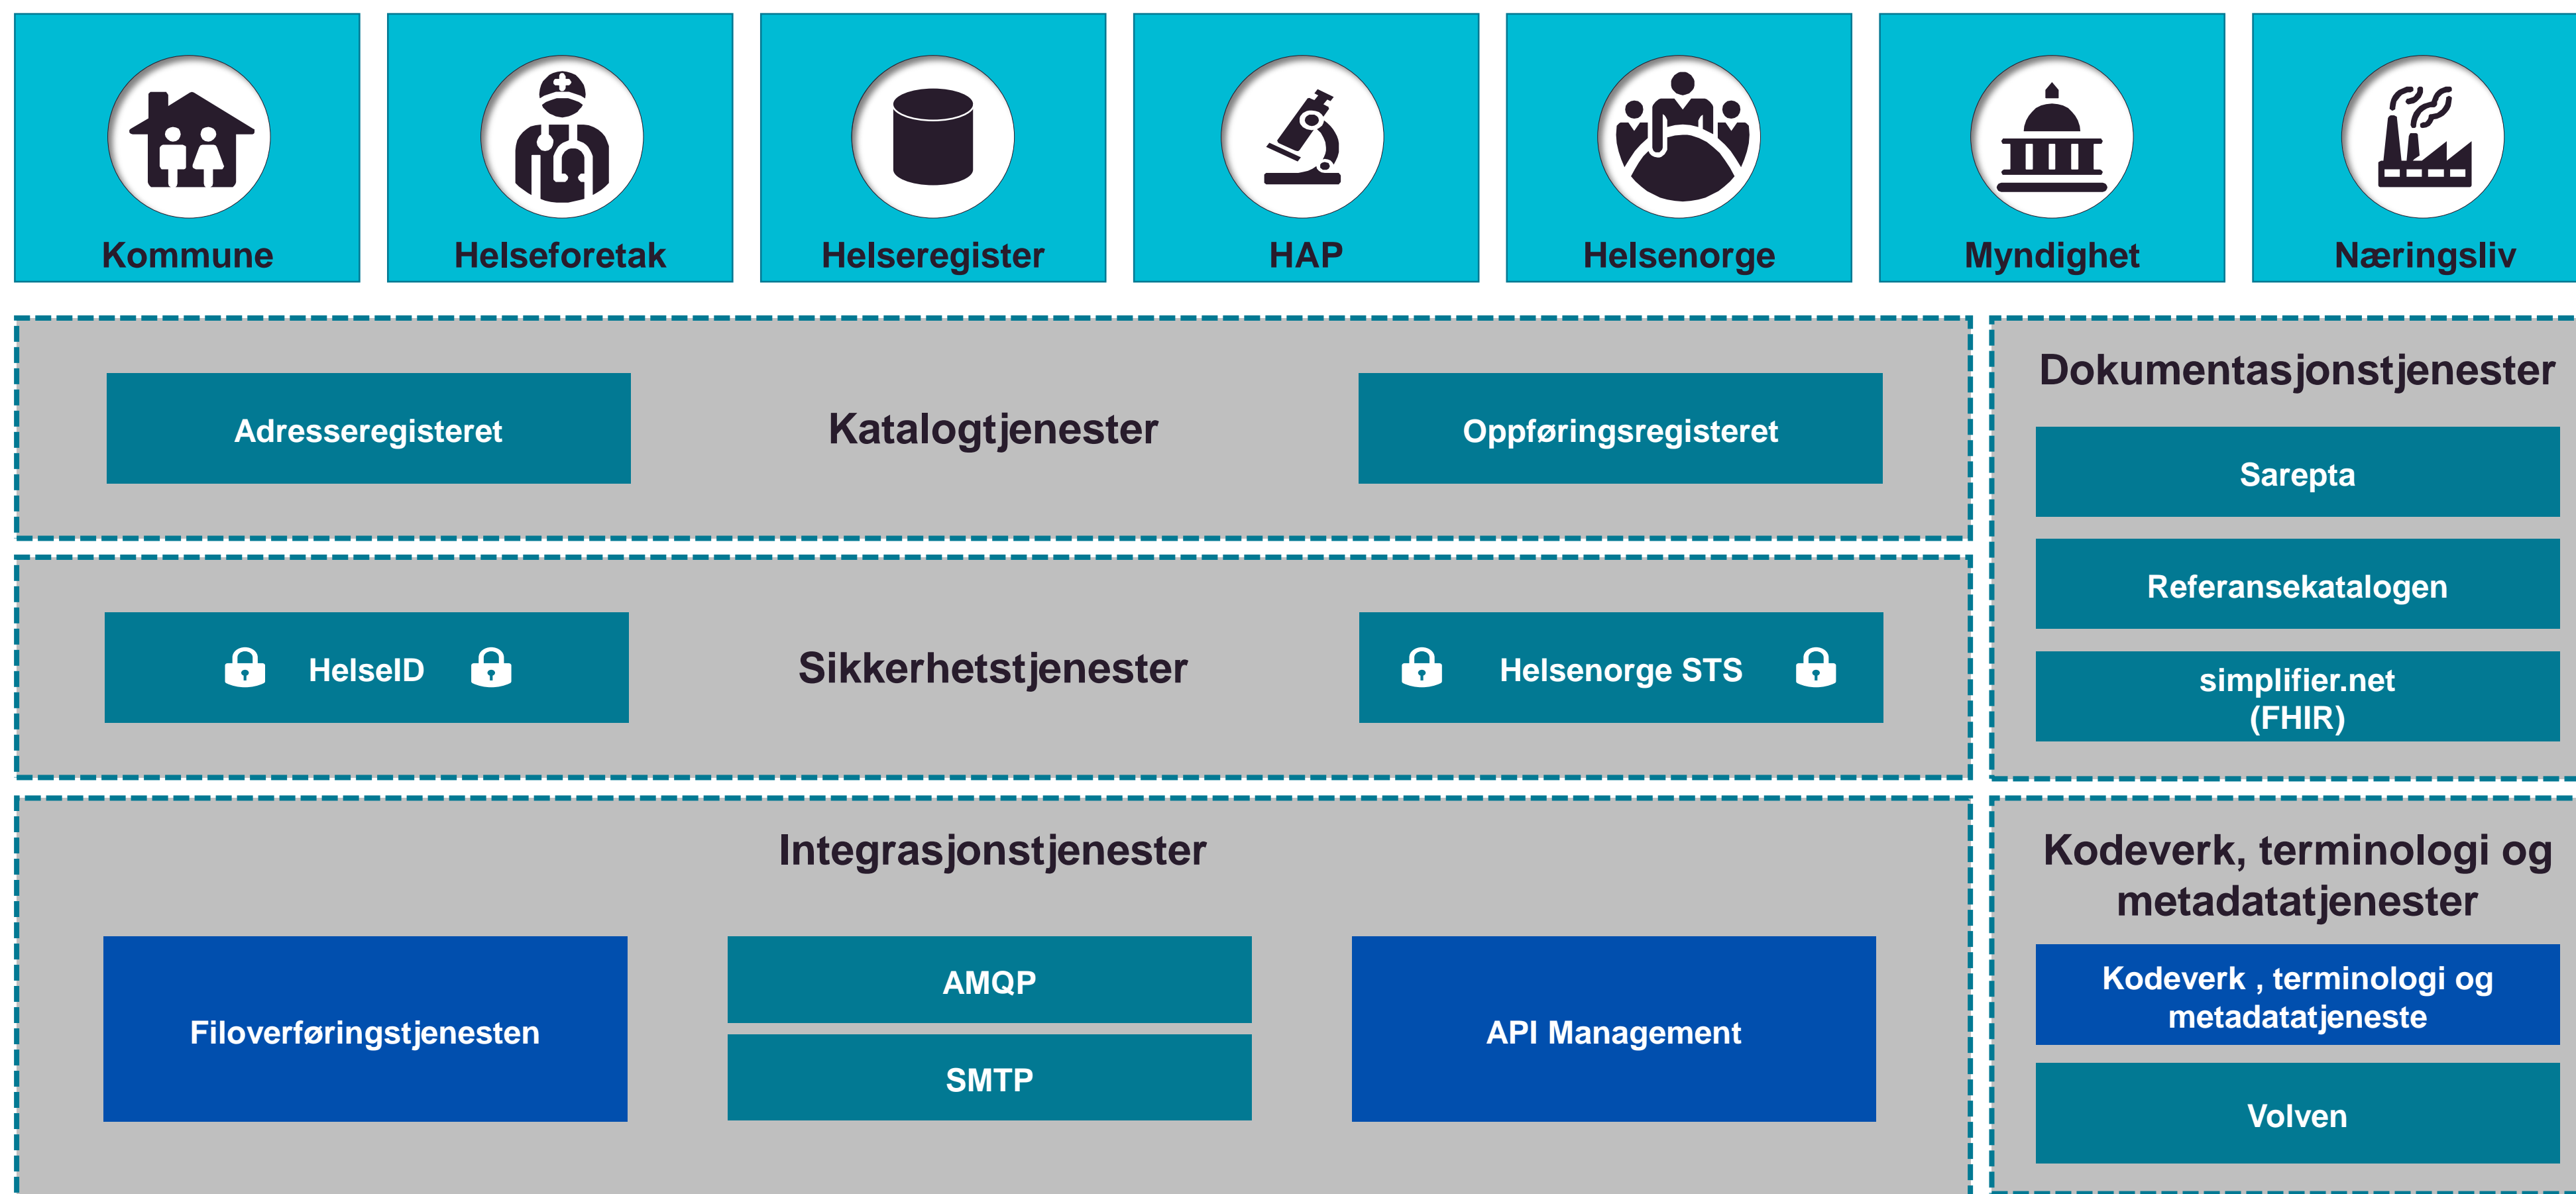 Kommune
Helseforetak
Helseregister
HAP
Helsenorge
Myndighet
Næringsliv
Adresseregisteret
Katalogtjenester
Oppføringsregisteret
HelseID
Sikkerhetstjenester
Helsenorge STS
Dokumentasjonstjenester
Sarepta
Referansekatalogen
simplifier.net
(FHIR)
Integrasjonstjenester
Filoverføringstjenesten
AMQP
SMTP
API Management
Kodeverk, terminologi og
metadatatjenester
Kodeverk , terminologi og
metadatatjeneste
Volven